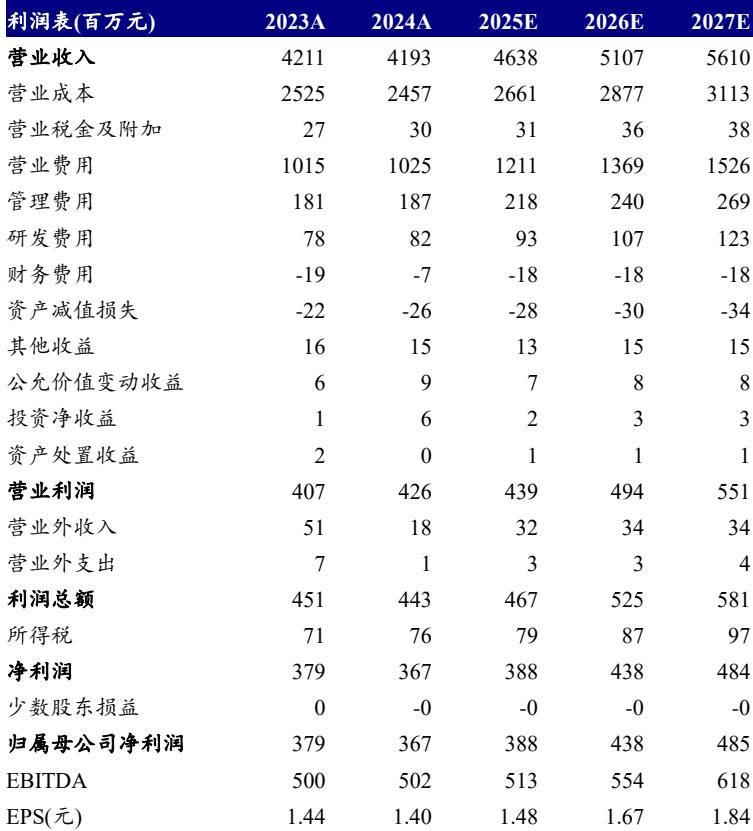 利润表(百万元) 2023A 2024A 2025E 2026E 2027E
营业收入 4211 4193 4638 5107 5610
营业成本 2525 2457 2661 2877 3113
营业税金及附加 27 30 31 36 38
营业费用 1015 1025 1211 1369 1526
管理费用 181 187 218 240 269
研发费用 78 82 93 107 123
财务费用 -19 -7 -18 -18 -18
资产减值损失 -22 -26 -28 -30 -34
其他收益 16 15 13 15 15
公允价值变动收益 6 9 7 8 8
投资净收益 1 6 2 3 3
资产处置收益 2 0 1 1 1
营业利润 407 426 439 494 551
营业外收入 51 18 32 34 34
营业外支出 7 1 3 3 4
利润总额 451 443 467 525 581
所得税 71 76 79 87 97
净利润 379 367 388 438 484
少数股东损益 0 -0 -0 -0 -0
归属母公司净利润 379 367 388 438 485
EBITDA 500 502 513 554 618
EPS(元) 1.44 1.40 1.48 1.67 1.84